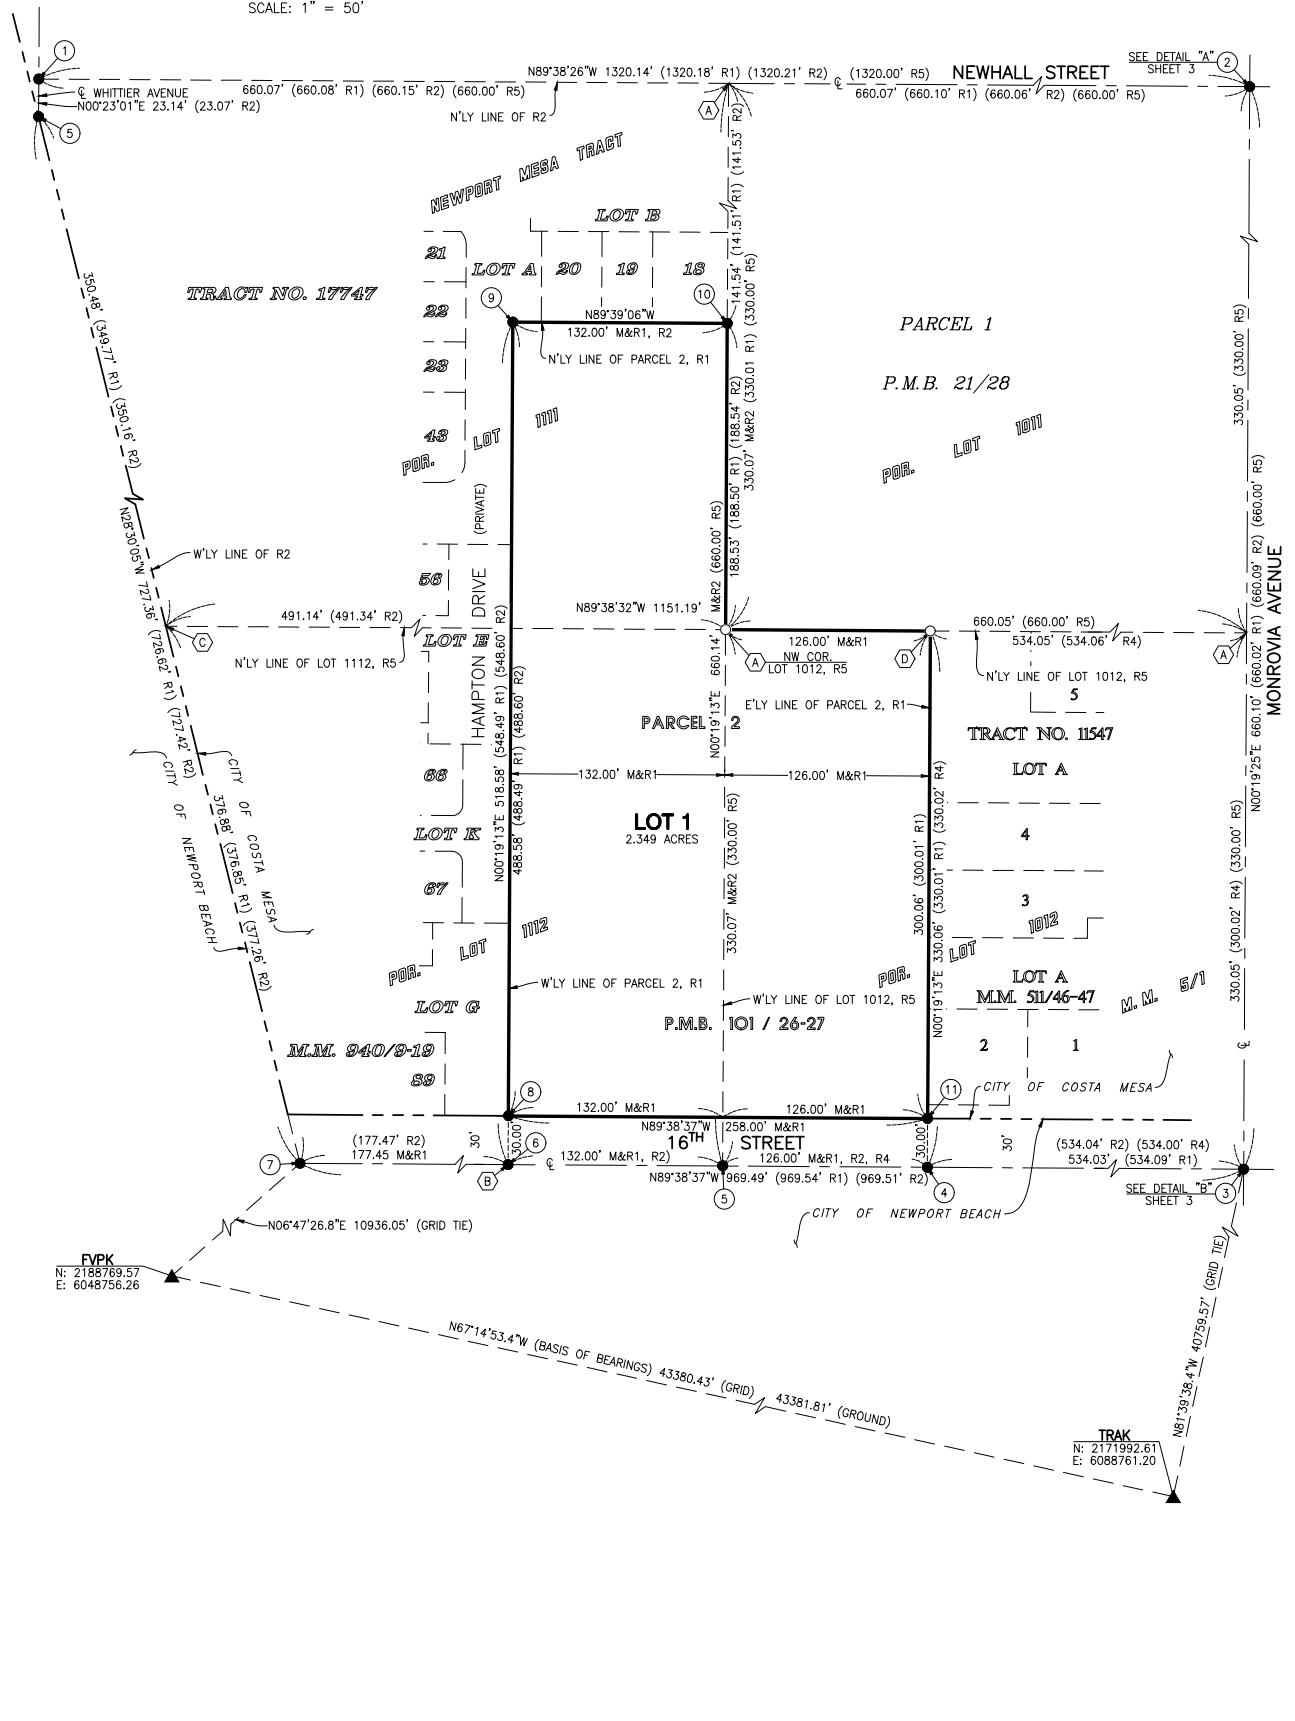 SCALE: 1" = 50'
1
℄ WHITTIER AVENUE
N00°23'01"E 23.14' (23.07' R2)
5
N89°38'26"W 1320.14' (1320.18' R1) (1320.21' R2) ℄ (1320.00' R5)
660.07' (660.08' R1) (660.15' R2) (660.00' R5)
N'LY LINE OF R2
A
NEWHALL STREET
660.07' (660.10' R1) (660.06' R2) (660.00' R5)
SEE DETAIL "A"
SHEET 3
2
NEWPORT MESA TRACT
141.54' (141.51' R1) (141.53' R2)
LOT B
21
LOT A
20
19
18
TRACT NO. 17747
22
23
43
9
10
N89°39'06"W
132.00' M&R1, R2
N'LY LINE OF PARCEL 2, R1
330.07' M&R2 (330.01 R1) (330.00' R5)
188.53' (188.50' R1) (188.54' R2)
PARCEL 1
P.M.B. 21/28
330.05' (330.00' R5)
POR. LOT 1111
POR. LOT 1011
350.48' (349.77' R1) (350.16' R2)
N28°30'05"W 727.36' (726.62' R1) (727.42' R2)
W'LY LINE OF R2
C
491.14' (491.34' R2)
N89°38'32"W 1151.19'
N'LY LINE OF LOT 1112, R5
56
LOT E
HAMPTON DRIVE (PRIVATE)
N00°19'13"E 660.14' M&R2 (660.00' R5)
126.00' M&R1
A
NW COR.
LOT 1012, R5
D
660.05' (660.00' R5)
534.05' (534.06' R4)
N'LY LINE OF LOT 1012, R5
A
N00°19'25"E 660.10' (660.02' R1) (660.09' R2) (660.00' R5)
MONROVIA AVENUE
5
E'LY LINE OF PARCEL 2, R1
PARCEL 2
TRACT NO. 11547
LOT A
N00°19'13"E 518.58' (548.49' R1) (548.60' R2)
488.58' (488.49' R1) (488.60' R2)
66
132.00' M&R1
126.00' M&R1
LOT 1
2.349 ACRES
LOT K
67
4
3
330.07' M&R2 (330.00' R5)
300.06' (300.01' R1)
N00°19'13"E 330.06' (330.01' R1) (330.02' R4)
330.05' (300.02' R4) (330.00' R5)
CITY OF COSTA MESA
CITY OF NEWPORT BEACH
376.88' (376.85' R1) (377.26' R2)
POR. LOT 1112
POR. LOT 1012
LOT A
M.M. 511/46-47
M. M. 5/1
W'LY LINE OF PARCEL 2, R1
W'LY LINE OF LOT 1012, R5
LOT G
P.M.B. 101 / 26-27
M.M. 940/9-19
89
2
1
℄
CITY OF COSTA MESA
8
11
132.00' M&R1
126.00' M&R1
N89°38'37"W 258.00' M&R1
16TH STREET
(177.47' R2)
177.45 M&R1
30'
30.00'
6
℄
132.00' M&R1, R2)
126.00' M&R1, R2, R4
30.00'
30'
(534.04' R2) (534.00' R4)
534.03' (534.09' R1)
7
B
N89°38'37"W 969.49' (969.54' R1) (969.51' R2)
5
4
SEE DETAIL "B"
SHEET 3
3
CITY OF NEWPORT BEACH
N06°47'26.8"E 10936.05' (GRID TIE)
FVPK
N: 2188769.57
E: 6048756.26
N67°14'53.4"W (BASIS OF BEARINGS) 43380.43' (GRID)
43381.81' (GROUND)
N81°39'38.4"W 40759.57' (GRID TIE)
TRAK
N: 2171992.61
E: 6088761.20